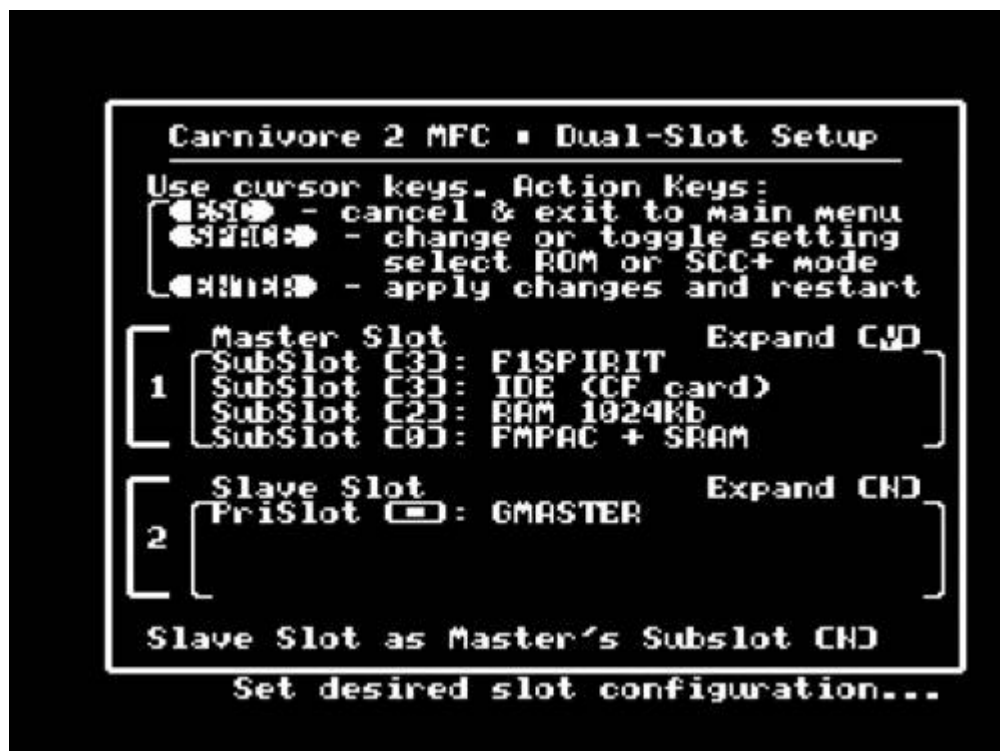 Carnivore 2 MFC ▪ Dual-Slot Setup
Use cursor keys. Action Keys:
ESC - cancel & exit to main menu
SPACE - change or toggle setting
select ROM or SCC+ mode
ENTER - apply changes and restart
Master Slot Expand [Y]
1
SubSlot [3]: F1SPIRIT
SubSlot [3]: IDE (CF card)
SubSlot [2]: RAM 1024Kb
SubSlot [0]: FMPAC + SRAM
Slave Slot Expand [N]
2
PriSlot [▪]: GMASTER
Slave Slot as Master's Subslot [N]
Set desired slot configuration...